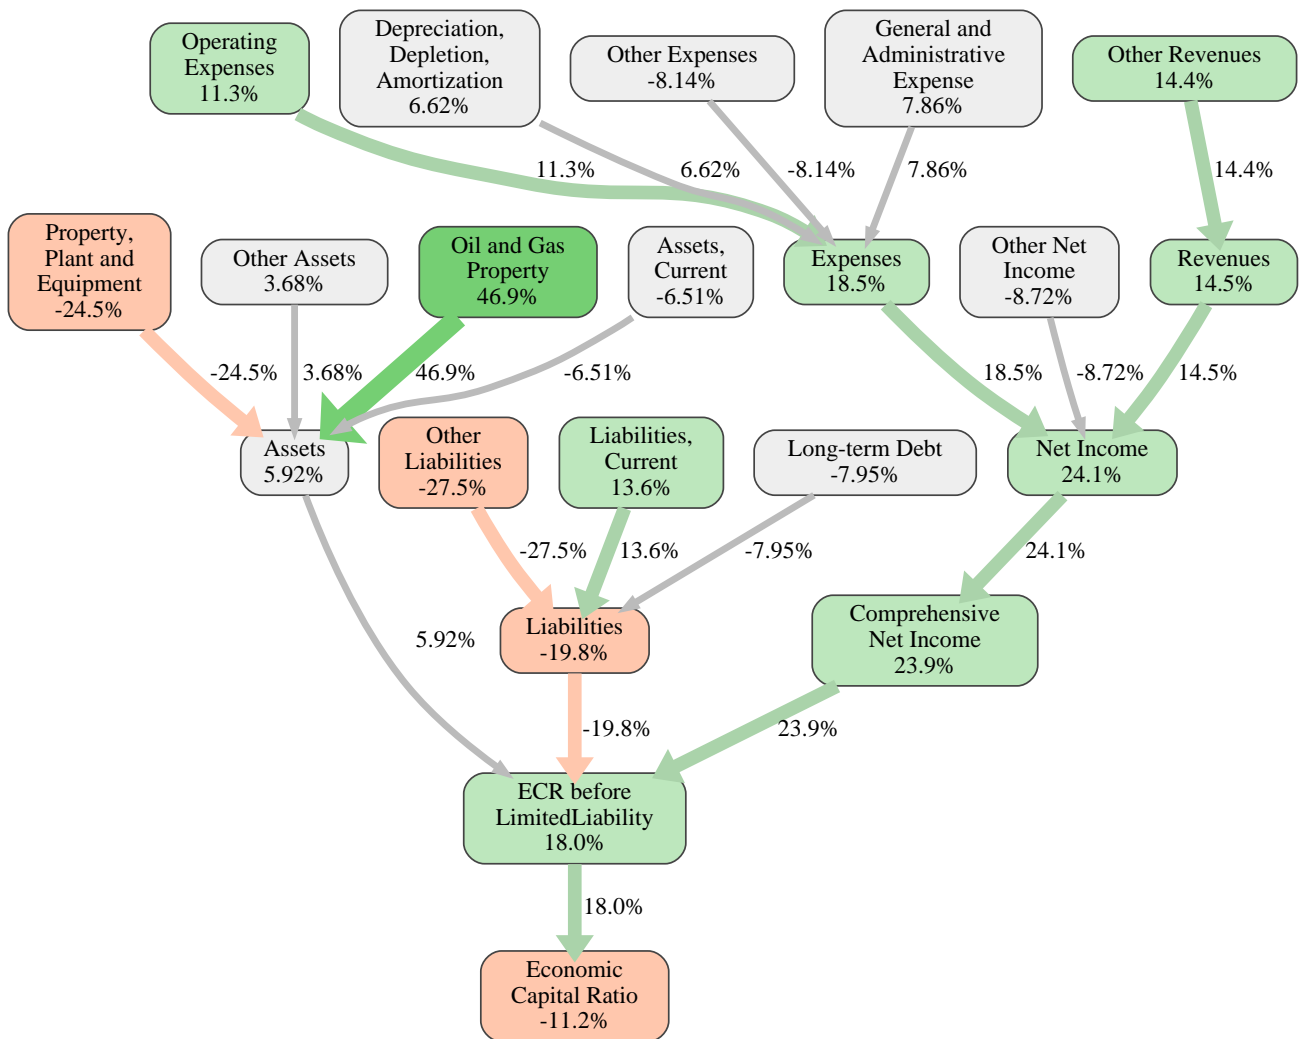 Operating
Expenses
11.3%
Depreciation,
Depletion,
Amortization
6.62%
Other Expenses
-8.14%
General and
Administrative
Expense
7.86%
Other Revenues
14.4%
11.3%
6.62%
-8.14%
7.86%
14.4%
Property,
Plant and
Equipment
-24.5%
Other Assets
3.68%
Oil and Gas
Property
46.9%
Assets,
Current
-6.51%
Expenses
18.5%
Other Net
Income
-8.72%
Revenues
14.5%
-24.5%
3.68%
46.9%
-6.51%
18.5%
-8.72%
14.5%
Assets
5.92%
Other
Liabilities
-27.5%
Liabilities,
Current
13.6%
Long-term Debt
-7.95%
Net Income
24.1%
-27.5%
13.6%
-7.95%
24.1%
5.92%
Liabilities
-19.8%
Comprehensive
Net Income
23.9%
-19.8%
23.9%
ECR before
LimitedLiability
18.0%
18.0%
Economic
Capital Ratio
-11.2%